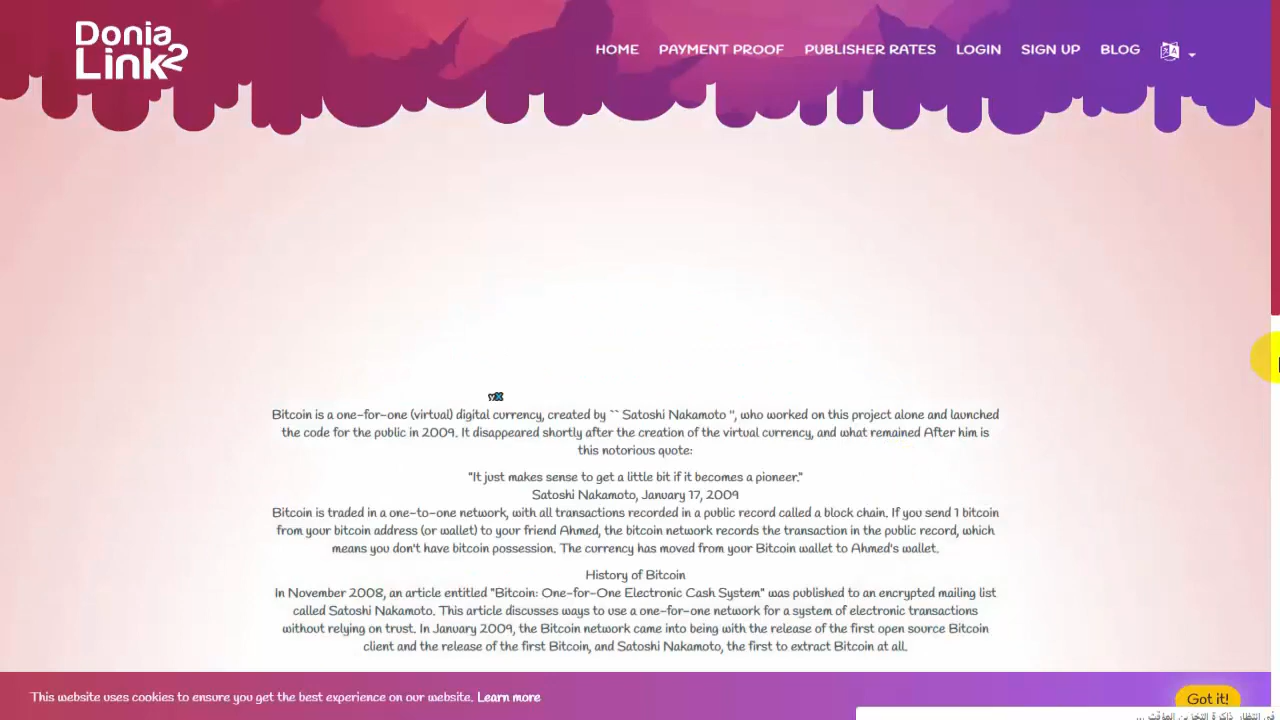 Donia
Link2
HOME PAYMENT PROOF PUBLISHER RATES LOGIN SIGN UP BLOG
Bitcoin is a one-for-one (virtual) digital currency, created by `` Satoshi Nakamoto '', who worked on this project alone and launched
the code for the public in 2009. It disappeared shortly after the creation of the virtual currency, and what remained After him is
this notorious quote:
"It just makes sense to get a little bit if it becomes a pioneer."
Satoshi Nakamoto, January 17, 2009
Bitcoin is traded in a one-to-one network, with all transactions recorded in a public record called a block chain. If you send 1 bitcoin
from your bitcoin address (or wallet) to your friend Ahmed, the bitcoin network records the transaction in the public record, which
means you don't have bitcoin possession. The currency has moved from your Bitcoin wallet to Ahmed's wallet.
History of Bitcoin
In November 2008, an article entitled "Bitcoin: One-for-One Electronic Cash System" was published to an encrypted mailing list
called Satoshi Nakamoto. This article discusses ways to use a one-for-one network for a system of electronic transactions
without relying on trust. In January 2009, the Bitcoin network came into being with the release of the first open source Bitcoin
client and the release of the first Bitcoin, and Satoshi Nakamoto, the first to extract Bitcoin at all.
This website uses cookies to ensure you get the best experience on our website. Learn more
Got it!
في انتظار ذاكرة التخزين المؤقت ...